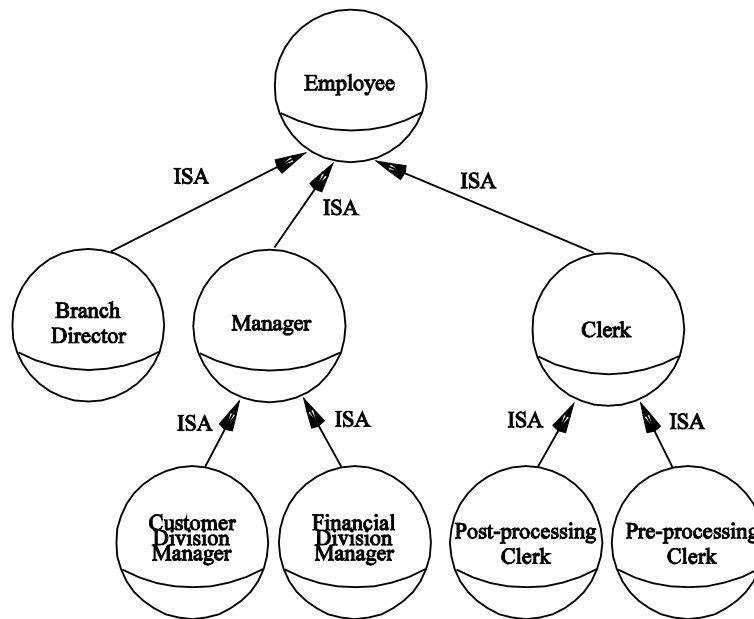 Employee
ISA
ISA
ISA
Branch
Director
Manager
Clerk
ISA
ISA
ISA
ISA
Customer
Division
Manager
Financial
Division
Manager
Post-processing
Clerk
Pre-processing
Clerk